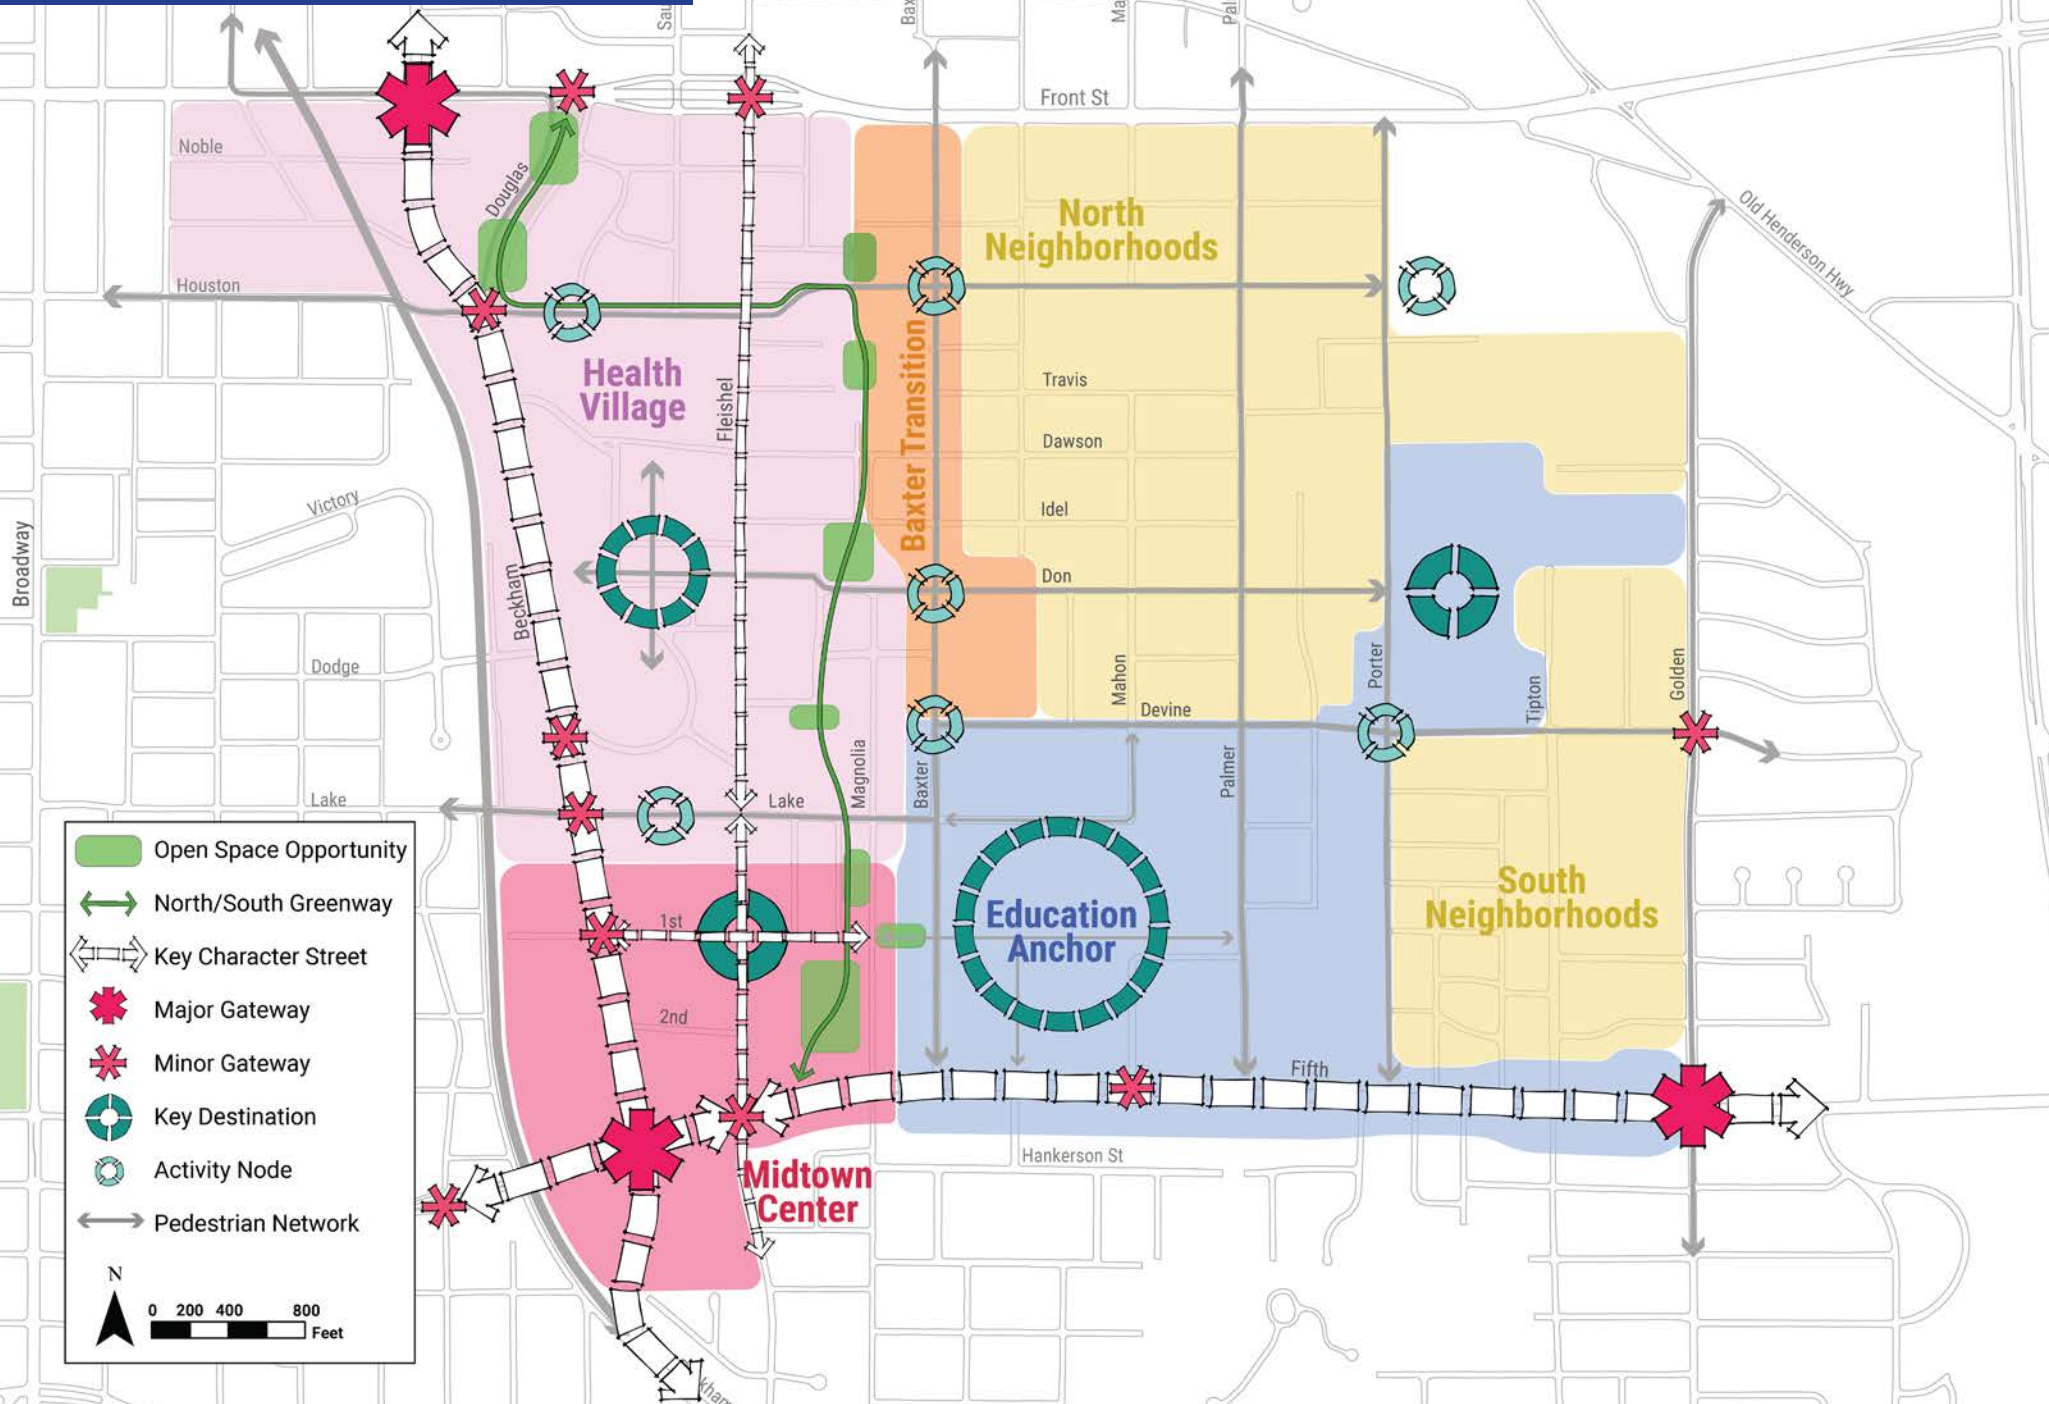 Front St
Noble
Douglas
North
Neighborhoods
Old Henderson Hwy
Houston
Health
Village
Fleishel
Baxter Transition
Travis
Dawson
Idel
Don
Victory
Broadway
Beckham
Dodge
Mahon
Porter
Tipton
Golden
Devine
Magnolia
Baxter
Palmer
Lake
Lake
1st
2nd
Education
Anchor
South
Neighborhoods
Fifth
Hankerson St
Midtown
Center
Open Space Opportunity
North/South Greenway
Key Character Street
Major Gateway
Minor Gateway
Key Destination
Activity Node
Pedestrian Network
N
0 200 400 800
Feet